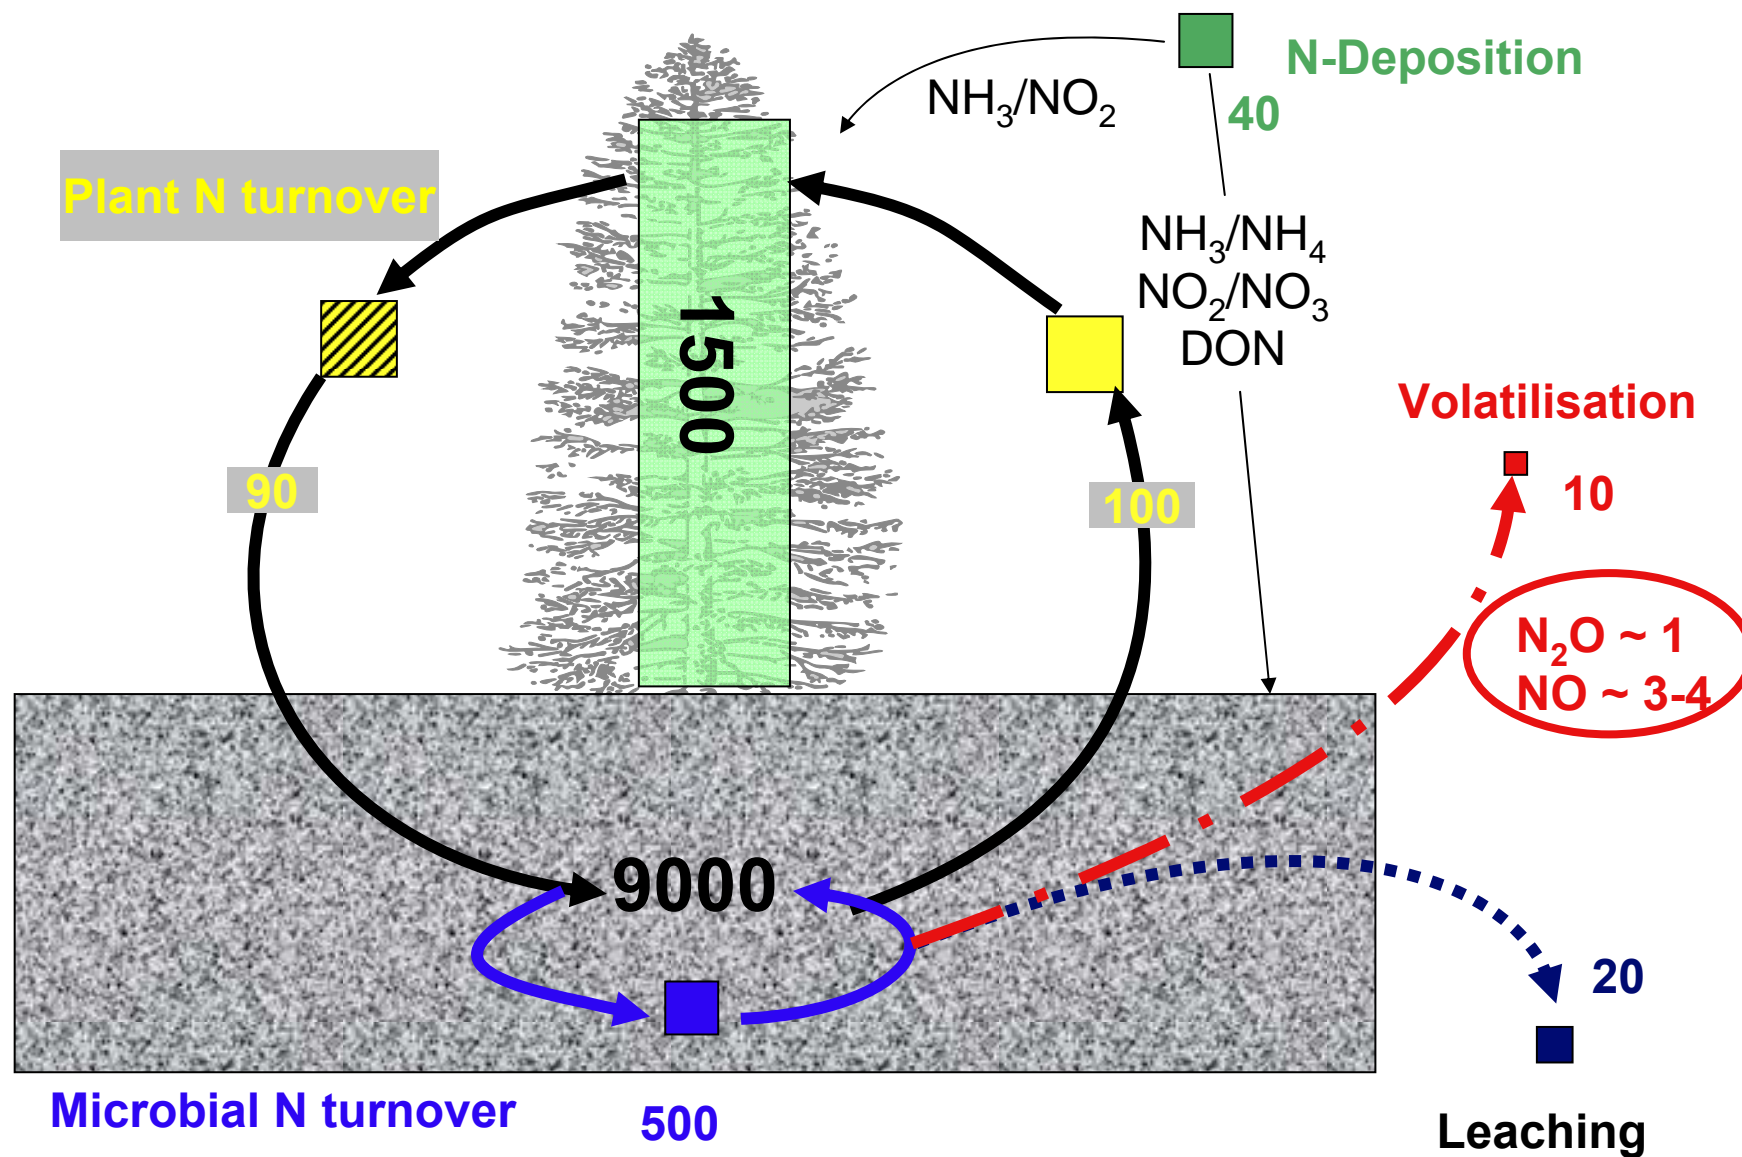 N-Deposition
40
NH₃/NO₂
Plant N turnover
NH₃/NH₄
NO₂/NO₃
DON
1500
90
100
Volatilisation
10
N₂O ~ 1
NO ~ 3-4
9000
20
Microbial N turnover
500
Leaching